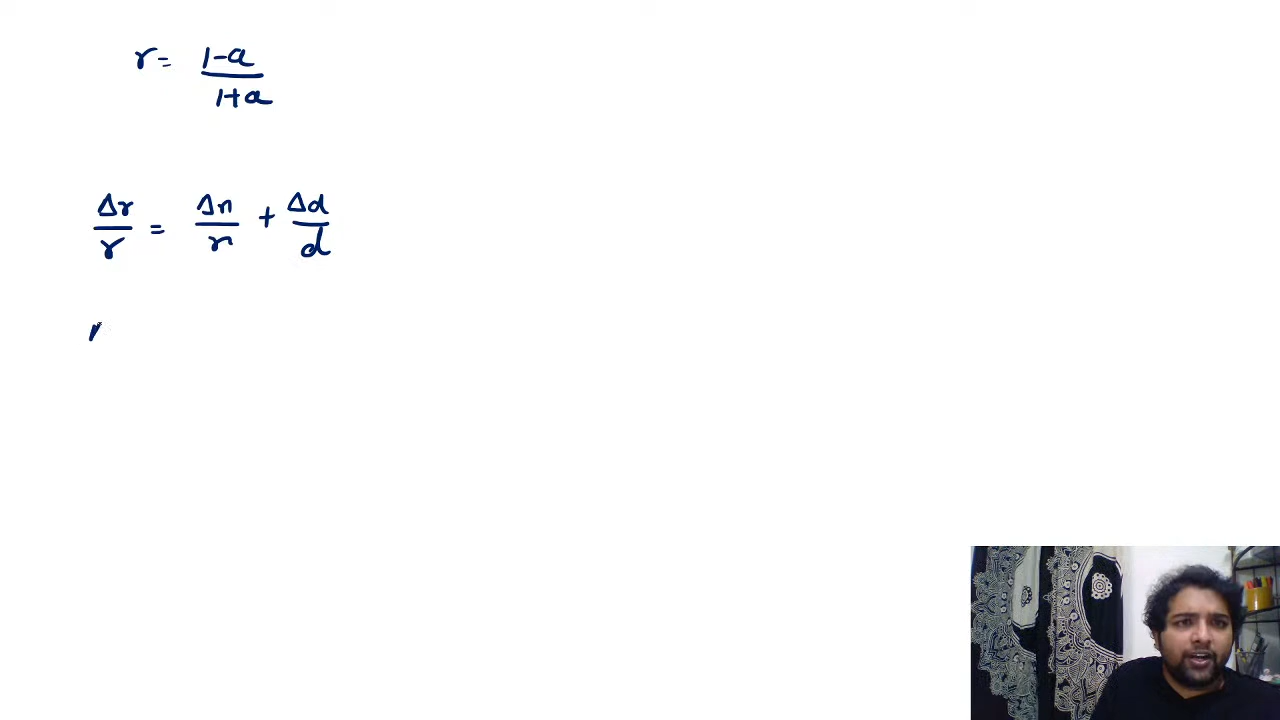 r = (1-a)/(1+a)
Δr/r = Δn/n + Δd/d